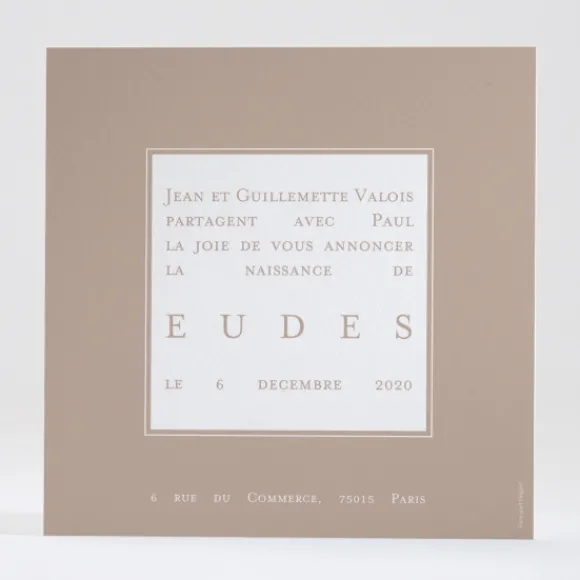 Jean et Guillemette Valois
partagent avec Paul
la joie de vous annoncer
la naissance de
EUDES
le 6 decembre 2020
6 rue du Commerce, 75015 Paris